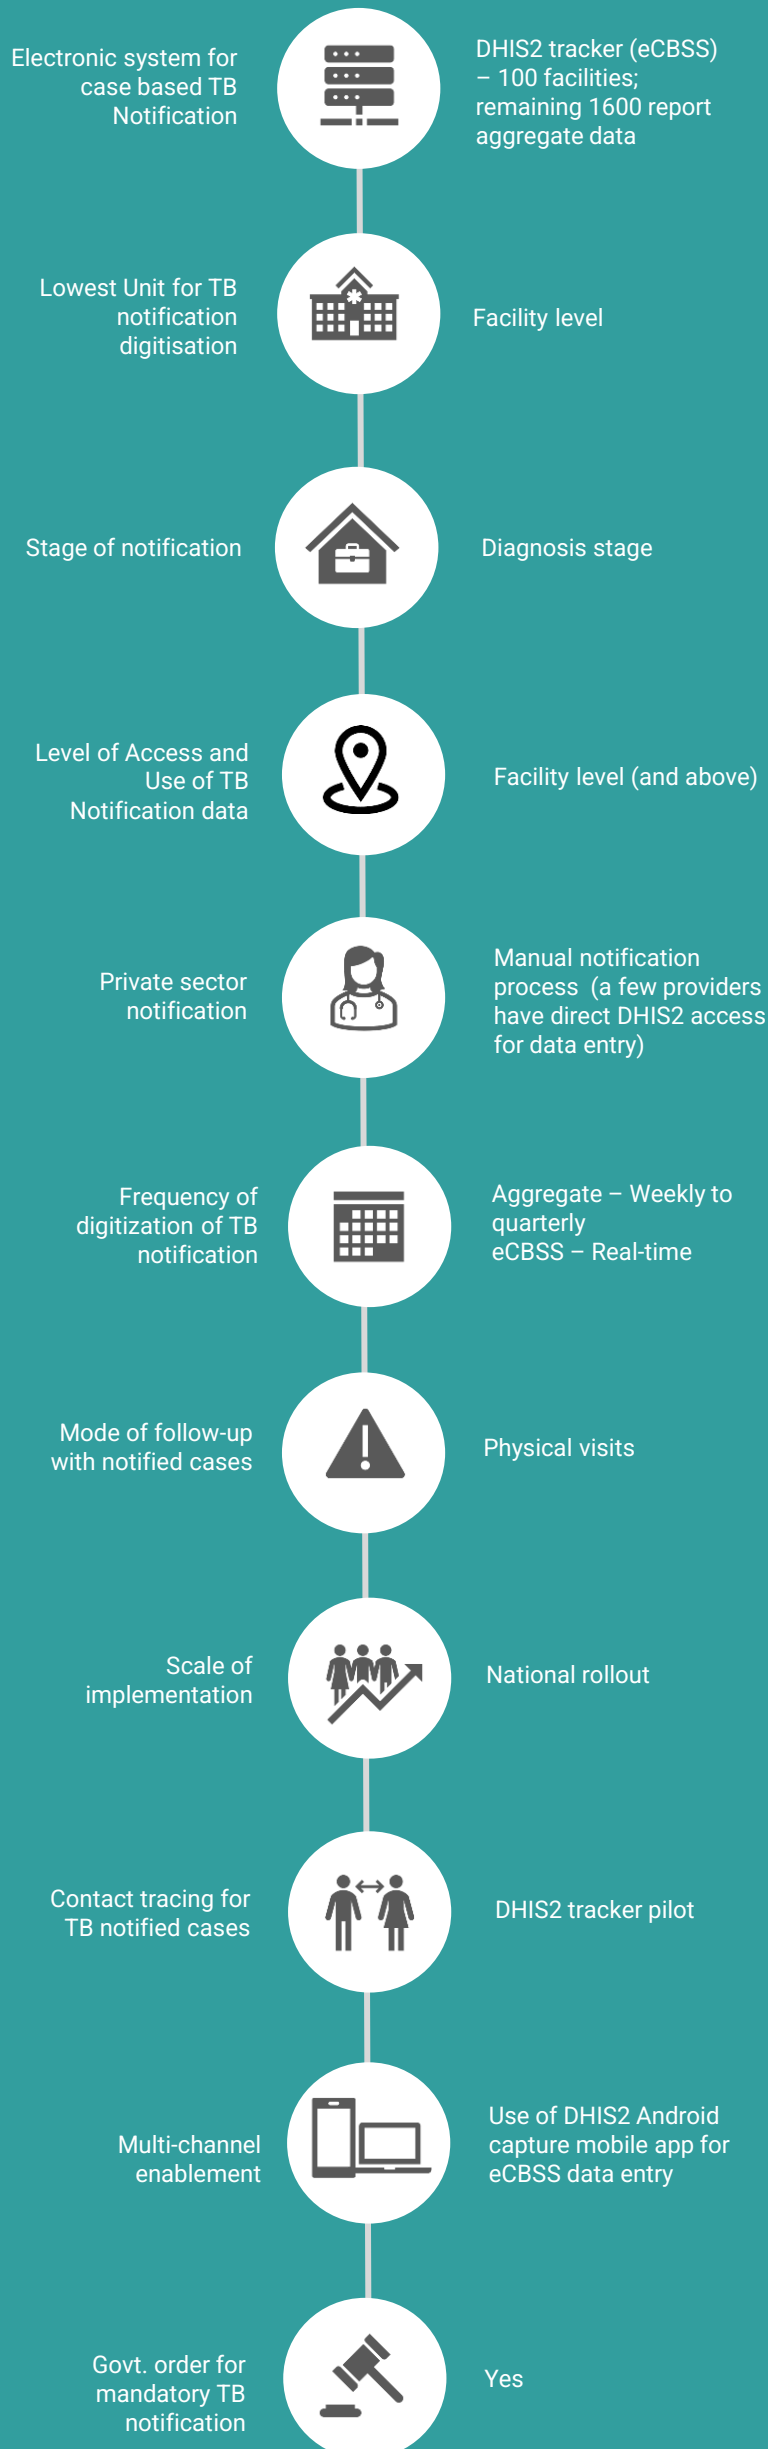 Electronic system for
case based TB
Notification
DHIS2 tracker (eCBSS)
– 100 facilities;
remaining 1600 report
aggregate data
Lowest Unit for TB
notification
digitisation
Facility level
Stage of notification
Diagnosis stage
Level of Access and
Use of TB
Notification data
Facility level (and above)
Private sector
notification
Manual notification
process (a few providers
have direct DHIS2 access
for data entry)
Frequency of
digitization of TB
notification
Aggregate – Weekly to
quarterly
eCBSS – Real-time
Mode of follow-up
with notified cases
Physical visits
Scale of
implementation
National rollout
Contact tracing for
TB notified cases
DHIS2 tracker pilot
Multi-channel
enablement
Use of DHIS2 Android
capture mobile app for
eCBSS data entry
Govt. order for
mandatory TB
notification
Yes